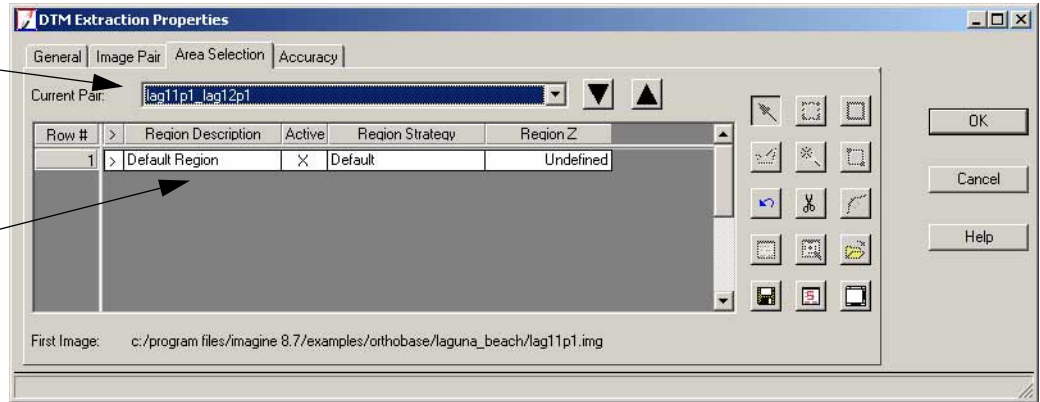 DTM Extraction Properties
General Image Pair Area Selection Accuracy
Current Pair: lag11p1_lag12p1
Row # > Region Description Active Region Strategy Region Z
1 > Default Region X Default Undefined
OK
Cancel
Help
First Image: c:/program files/imagine 8.7/examples/orthobase/laguna_beach/lag11p1.img